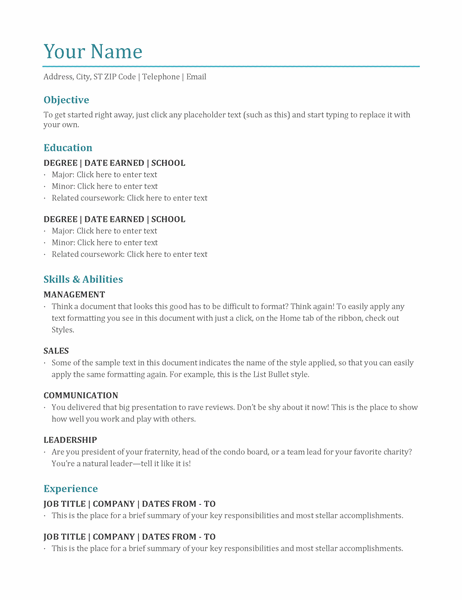 Your Name
Address, City, ST ZIP Code | Telephone | Email
Objective
To get started right away, just click any placeholder text (such as this) and start typing to replace it with
your own.
Education
DEGREE | DATE EARNED | SCHOOL
· Major: Click here to enter text
· Minor: Click here to enter text
· Related coursework: Click here to enter text
DEGREE | DATE EARNED | SCHOOL
· Major: Click here to enter text
· Minor: Click here to enter text
· Related coursework: Click here to enter text
Skills & Abilities
MANAGEMENT
· Think a document that looks this good has to be difficult to format? Think again! To easily apply any
text formatting you see in this document with just a click, on the Home tab of the ribbon, check out
Styles.
SALES
· Some of the sample text in this document indicates the name of the style applied, so that you can easily
apply the same formatting again. For example, this is the List Bullet style.
COMMUNICATION
· You delivered that big presentation to rave reviews. Don't be shy about it now! This is the place to show
how well you work and play with others.
LEADERSHIP
· Are you president of your fraternity, head of the condo board, or a team lead for your favorite charity?
You're a natural leader—tell it like it is!
Experience
JOB TITLE | COMPANY | DATES FROM - TO
· This is the place for a brief summary of your key responsibilities and most stellar accomplishments.
JOB TITLE | COMPANY | DATES FROM - TO
· This is the place for a brief summary of your key responsibilities and most stellar accomplishments.